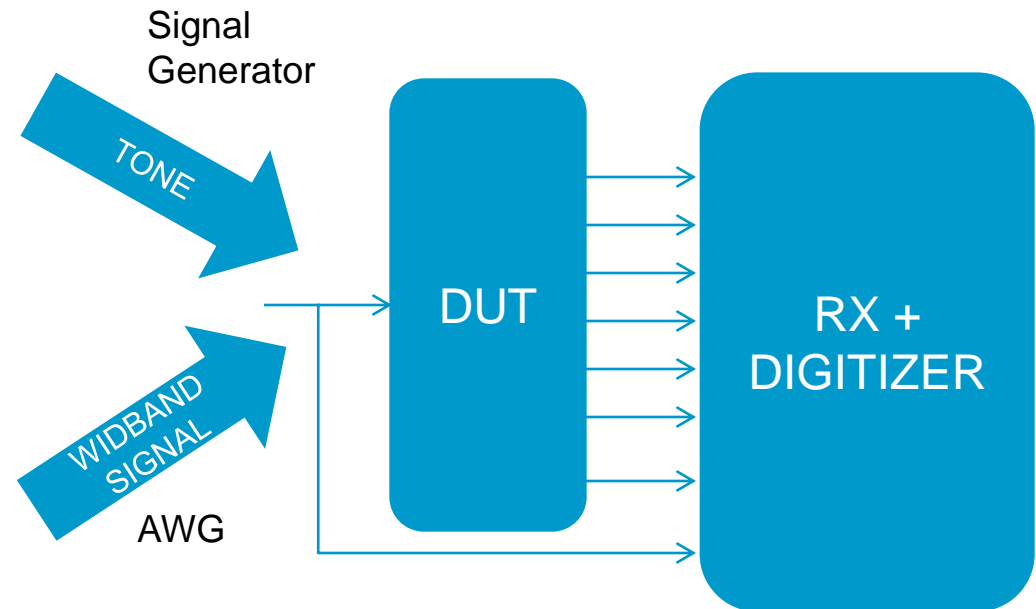 Signal
Generator
TONE
DUT
RX +
DIGITIZER
WIDBAND
SIGNAL
AWG